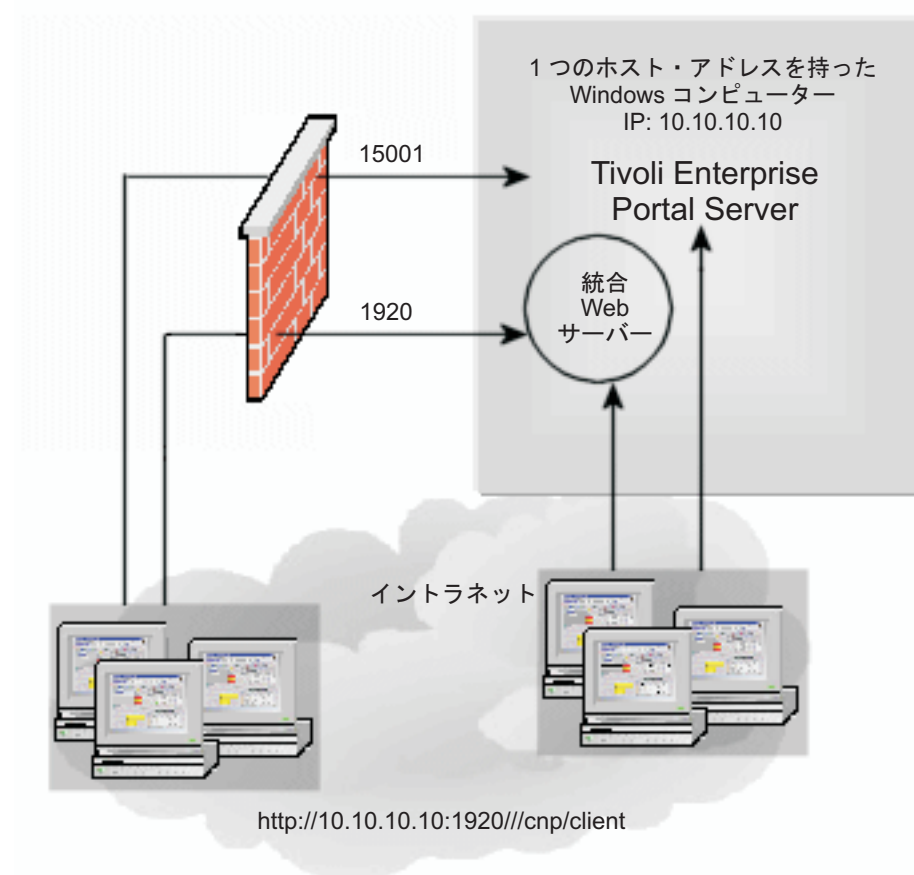 1 つのホスト・アドレスを持った
Windows コンピューター
IP: 10.10.10.10
Tivoli Enterprise
Portal Server
15001
統合
Web
サーバー
1920
イントラネット
http://10.10.10.10:1920///cnp/client